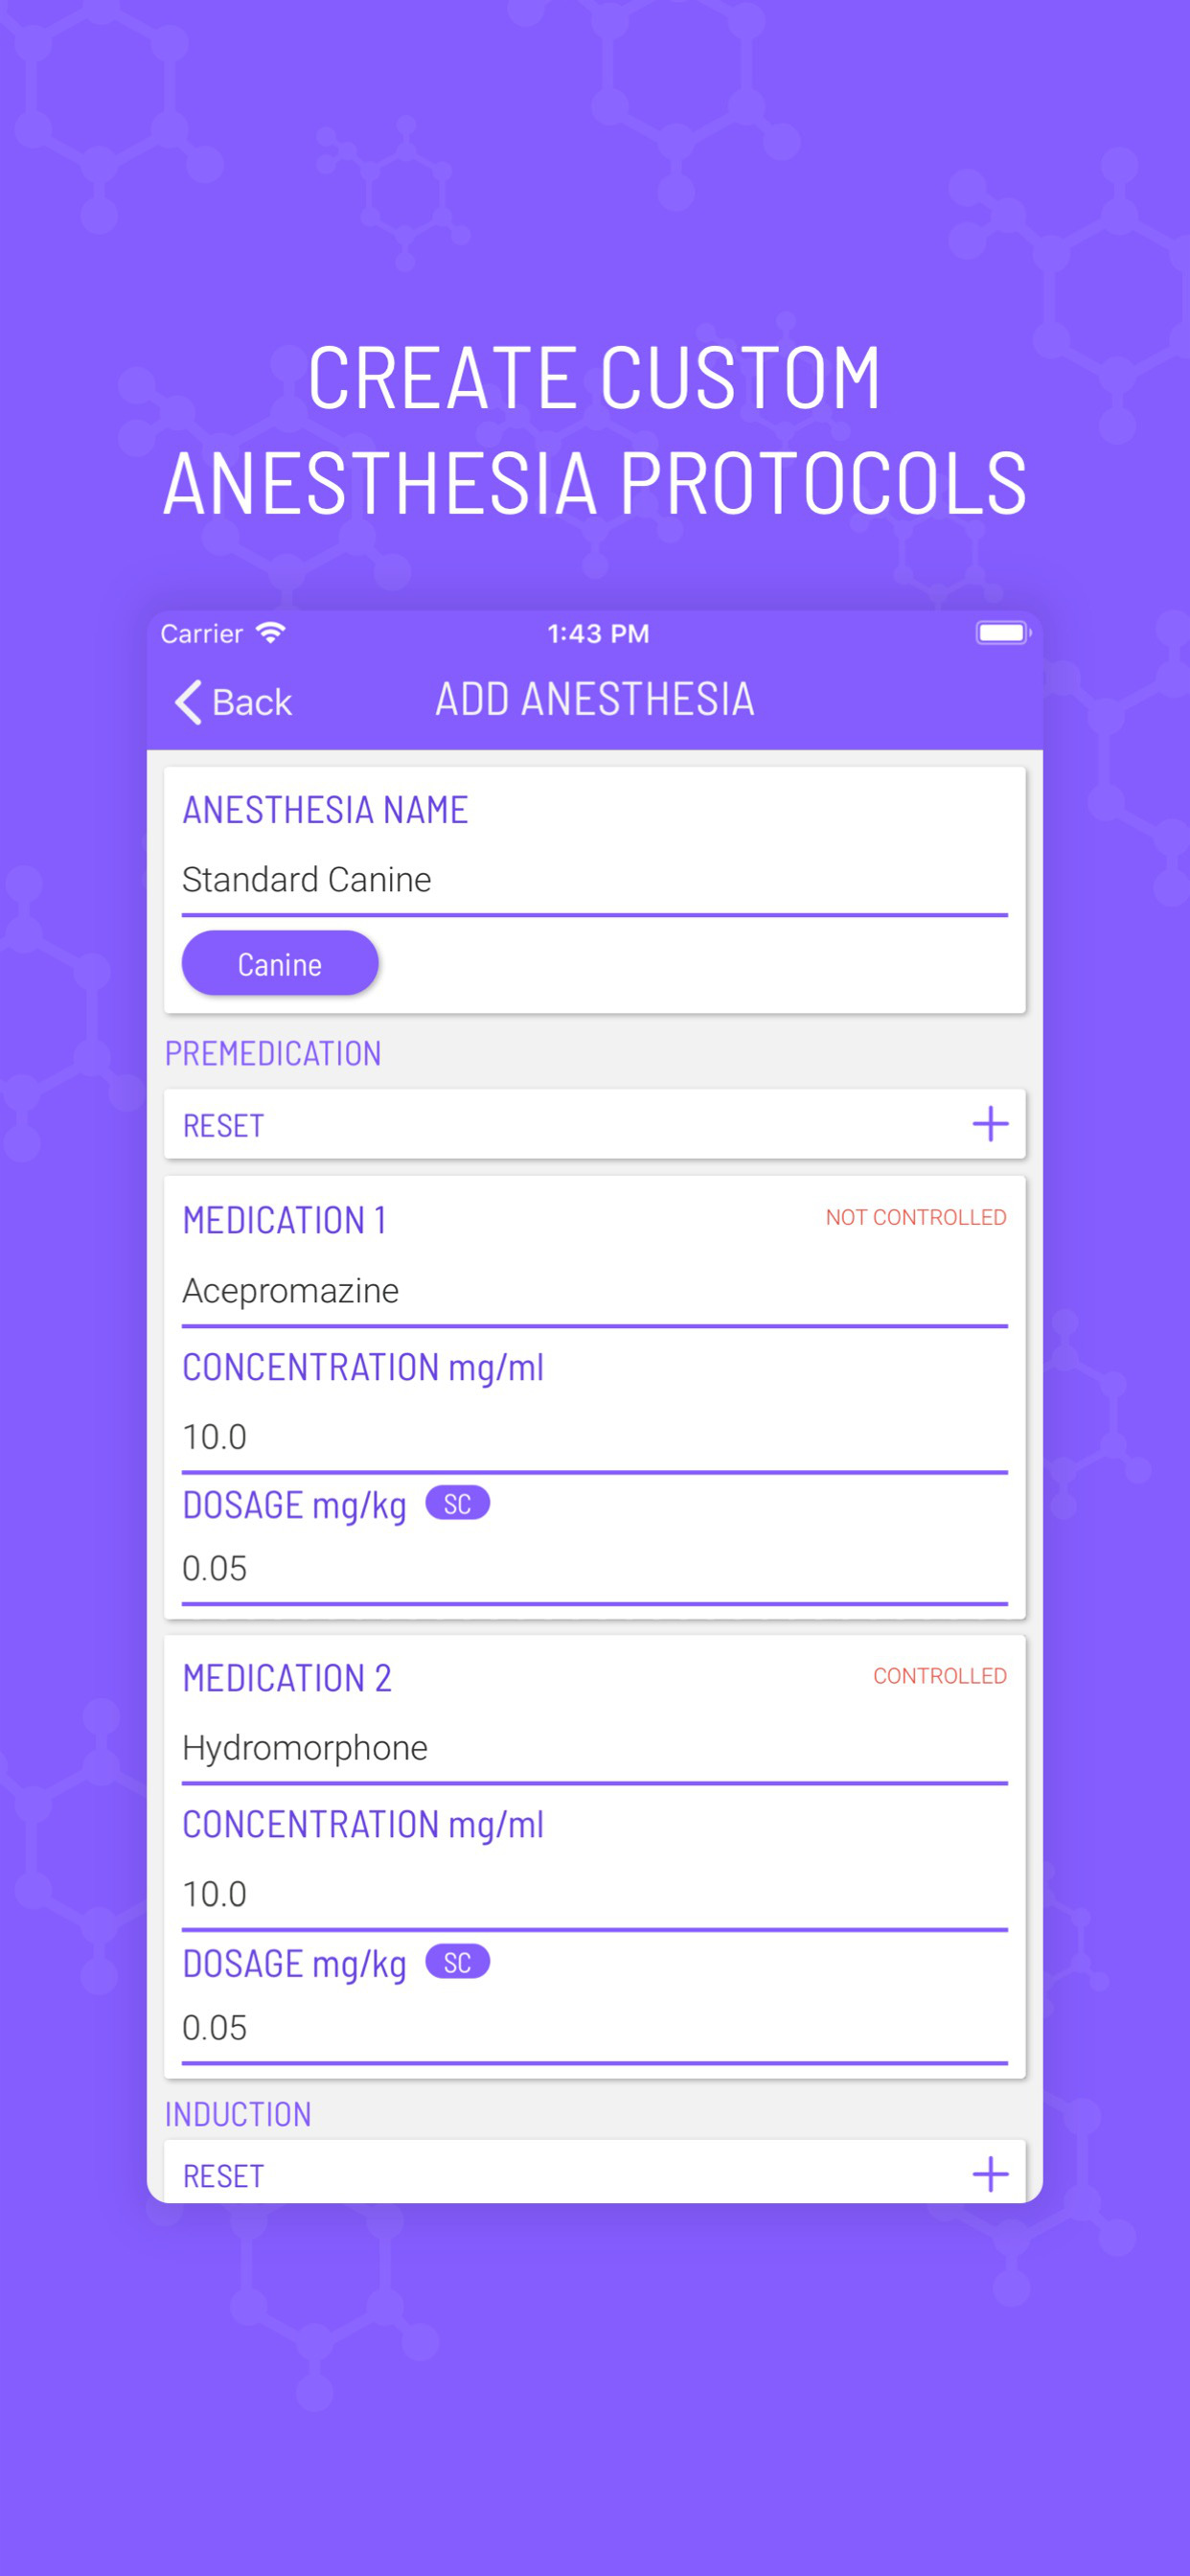 CREATE CUSTOM
ANESTHESIA PROTOCOLS
Carrier 1:43 PM
Back ADD ANESTHESIA
ANESTHESIA NAME
Standard Canine
Canine
PREMEDICATION
RESET +
MEDICATION 1 NOT CONTROLLED
Acepromazine
CONCENTRATION mg/ml
10.0
DOSAGE mg/kg SC
0.05
MEDICATION 2 CONTROLLED
Hydromorphone
CONCENTRATION mg/ml
10.0
DOSAGE mg/kg SC
0.05
INDUCTION
RESET +